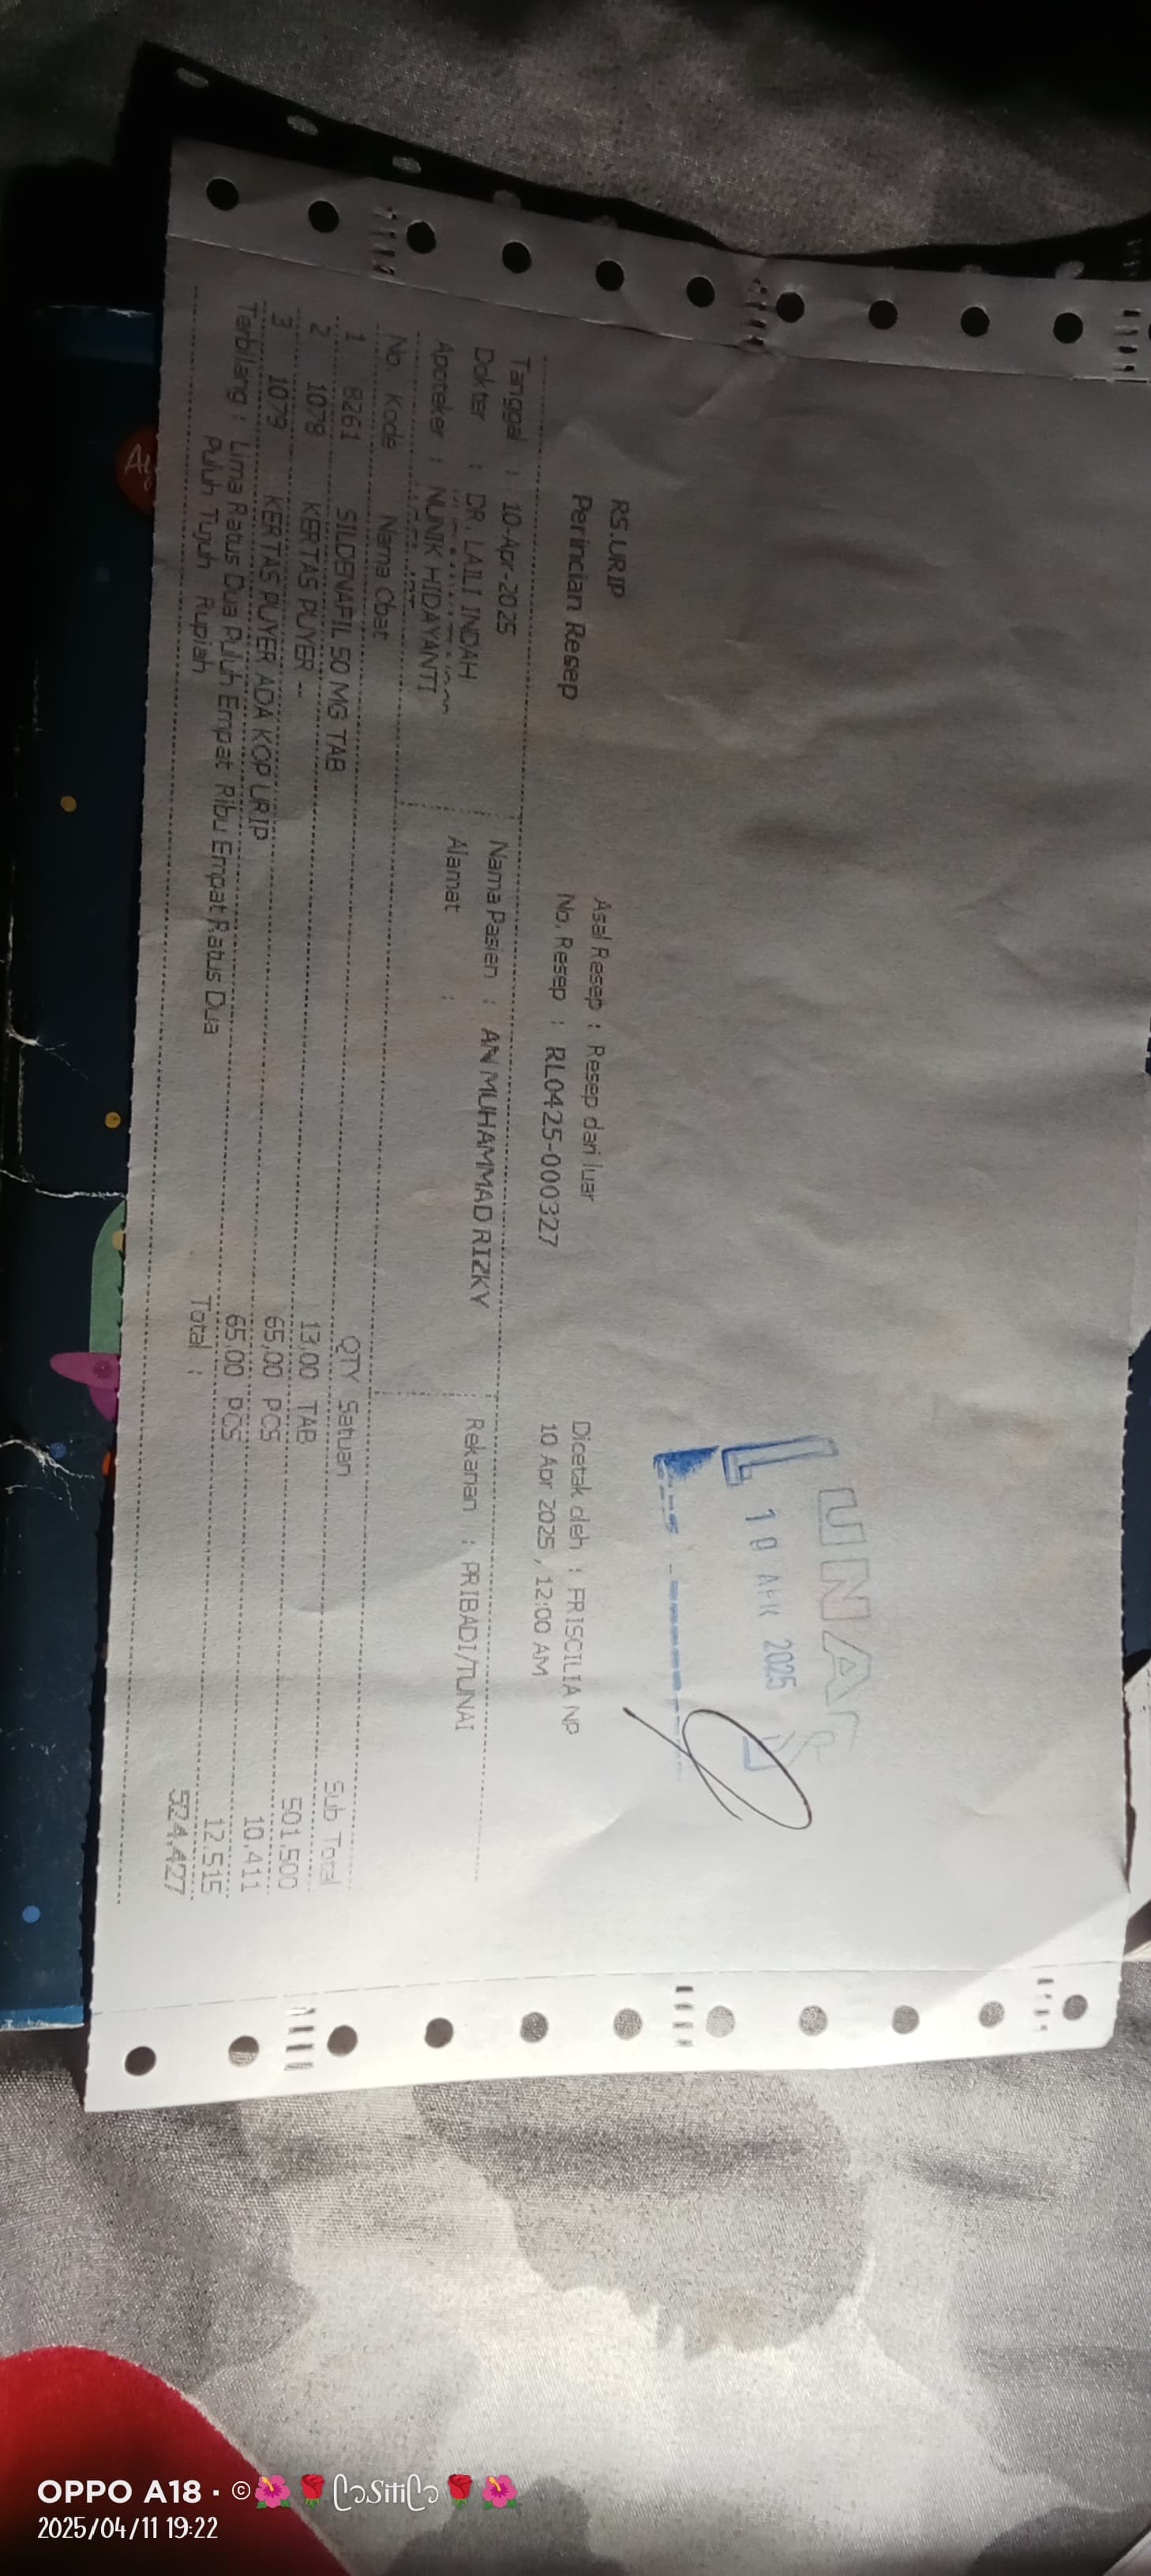 LUNAS
10 APR 2025
RS.URIP
Perincian Resep
Asal Resep : Resep dari luar
No. Resep : RL0425-000327
Dicetak oleh : FRISCILIA NP
10 Apr 2025 , 12:00 AM
Tanggal : 10-Apr-2025
Dokter : DR. LAILI INDAH
Apoteker : NUNIK HIDAYANTI
Nama Pasien : AN MUHAMMAD RIZKY
Alamat :
Rekanan : PRIBADI/TUNAI
No. Kode Nama Obat QTY Satuan Sub Total
1 8261 SILDENAFIL 50 MG TAB 13,00 TAB 501,500
2 1078 KERTAS PUYER -- 65,00 PCS 10,411
3 1079 KERTAS PUYER ADA KOP URIP 65,00 PCS 12,515
Terbilang : Lima Ratus Dua Puluh Empat Ribu Empat Ratus Dua
Puluh Tujuh Rupiah
Total : 524,427
OPPO A18 · ©🌺🌹SitiS🌹🌺
2025/04/11 19:22